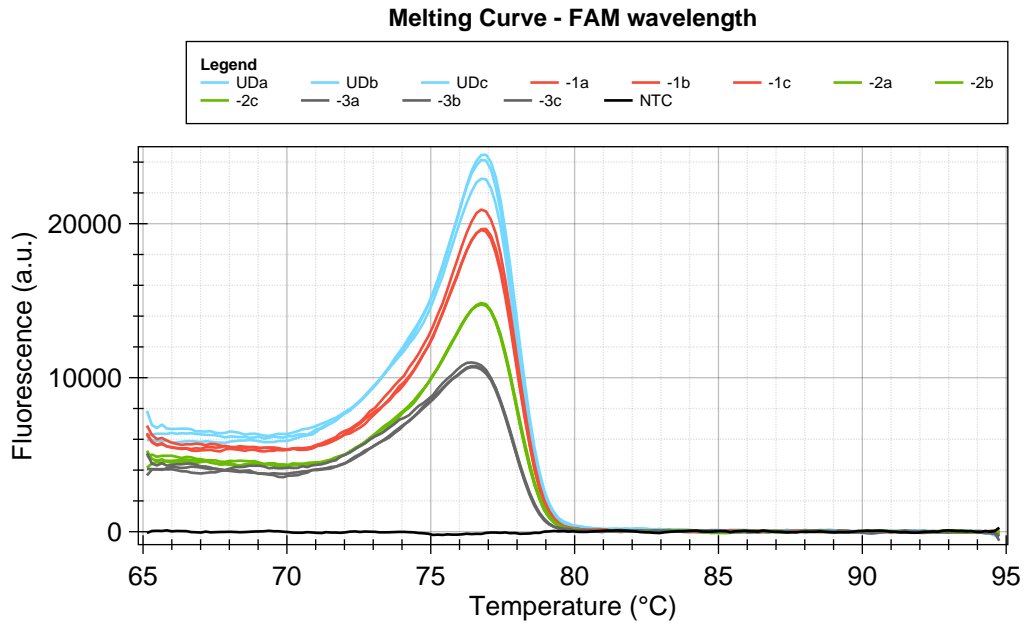 Melting Curve - FAM wavelength
Legend
UDa UDb UDc -1a -1b -1c -2a -2b
-2c -3a -3b -3c NTC
Fluorescence (a.u.)
20000
10000
0
65 70 75 80 85 90 95
Temperature (°C)